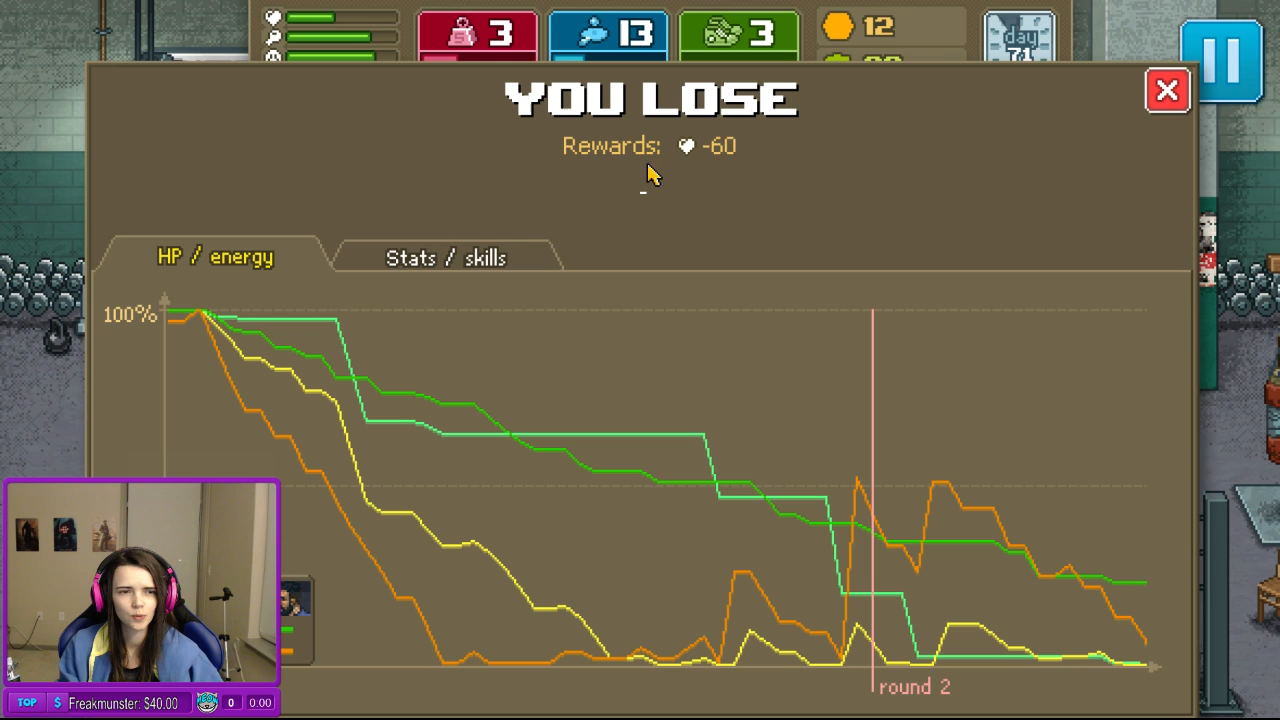 3
13
3
12
day
71
YOU LOSE
Rewards: -60
-
HP / energy
Stats / skills
100%
round 2
TOP $ Freakmunster: $40.00 0 0.00